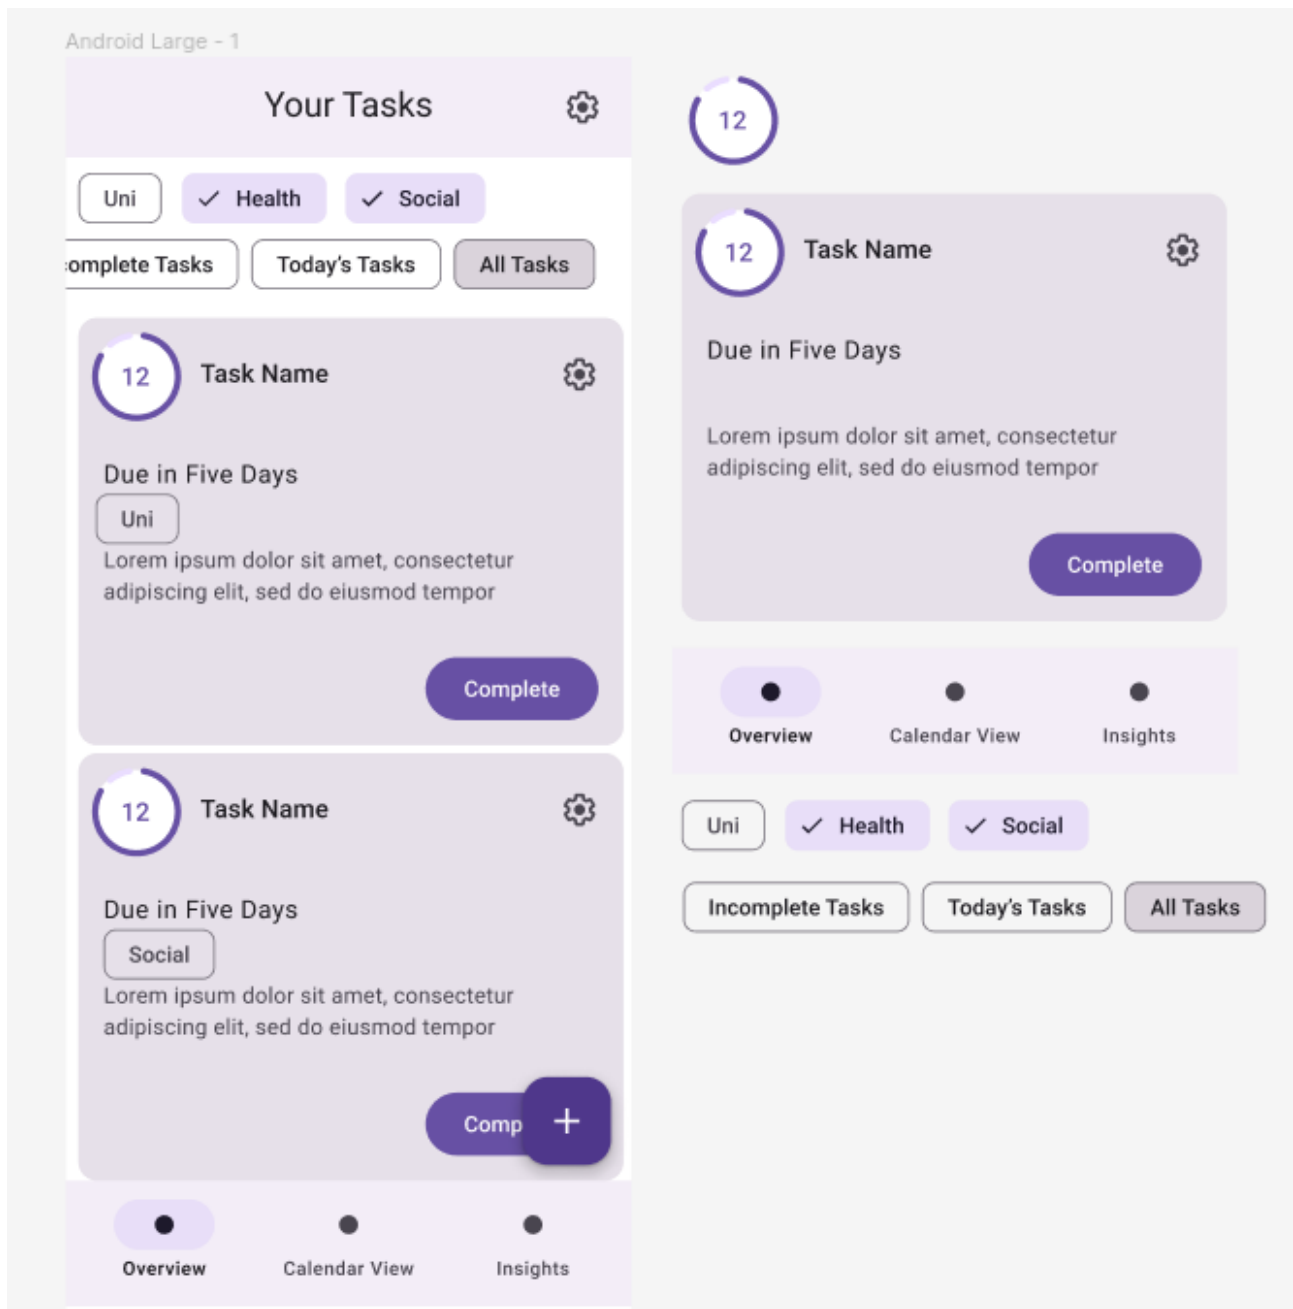 Android Large - 1
Your Tasks
Uni Health Social
omplete Tasks Today's Tasks All Tasks
12 Task Name
Due in Five Days
Uni
Lorem ipsum dolor sit amet, consectetur
adipiscing elit, sed do eiusmod tempor
Complete
12 Task Name
Due in Five Days
Social
Lorem ipsum dolor sit amet, consectetur
adipiscing elit, sed do eiusmod tempor
Comp +
Overview Calendar View Insights
12
12 Task Name
Due in Five Days
Lorem ipsum dolor sit amet, consectetur
adipiscing elit, sed do eiusmod tempor
Complete
Overview Calendar View Insights
Uni Health Social
Incomplete Tasks Today's Tasks All Tasks